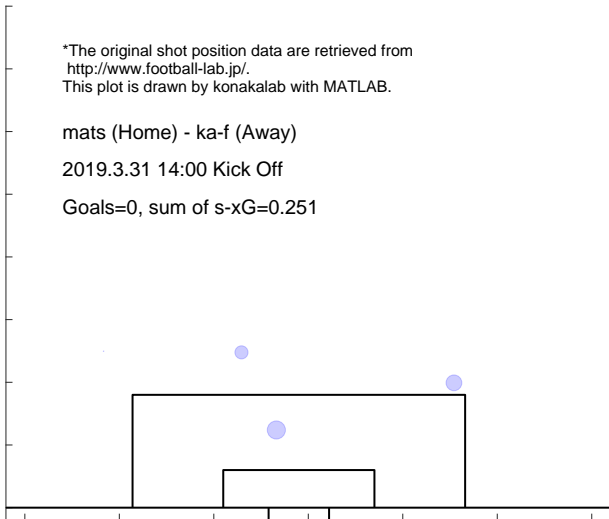 *The original shot position data are retrieved from
http://www.football-lab.jp/.
This plot is drawn by konakalab with MATLAB.
mats (Home) - ka-f (Away)
2019.3.31 14:00 Kick Off
Goals=0, sum of s-xG=0.251